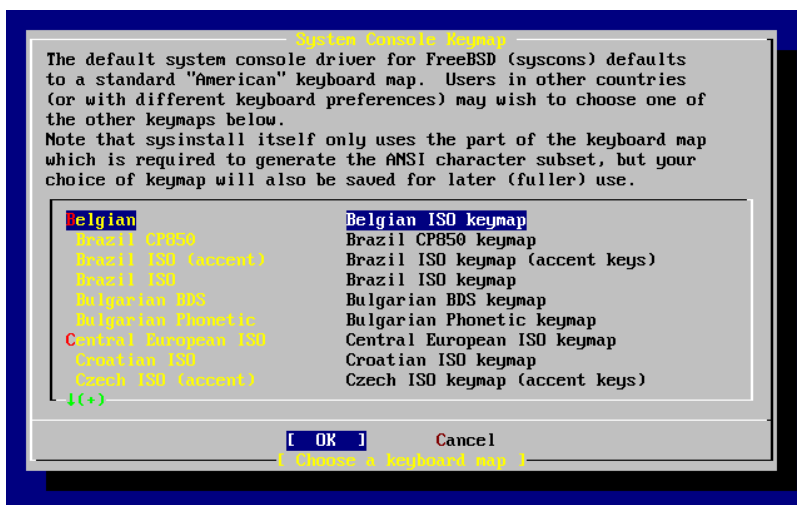 System Console Keymap
The default system console driver for FreeBSD (syscons) defaults
to a standard "American" keyboard map.  Users in other countries
(or with different keyboard preferences) may wish to choose one of
the other keymaps below.
Note that sysinstall itself only uses the part of the keyboard map
which is required to generate the ANSI character subset, but your
choice of keymap will also be saved for later (fuller) use.
Belgian Belgian ISO keymap
Brazil CP850 Brazil CP850 keymap
Brazil ISO (accent) Brazil ISO keymap (accent keys)
Brazil ISO Brazil ISO keymap
Bulgarian BDS Bulgarian BDS keymap
Bulgarian Phonetic Bulgarian Phonetic keymap
Central European ISO Central European ISO keymap
Croatian ISO Croatian ISO keymap
Czech ISO (accent) Czech ISO keymap (accent keys)
↓(+)
[ OK ] Cancel
[ Choose a keyboard map ]